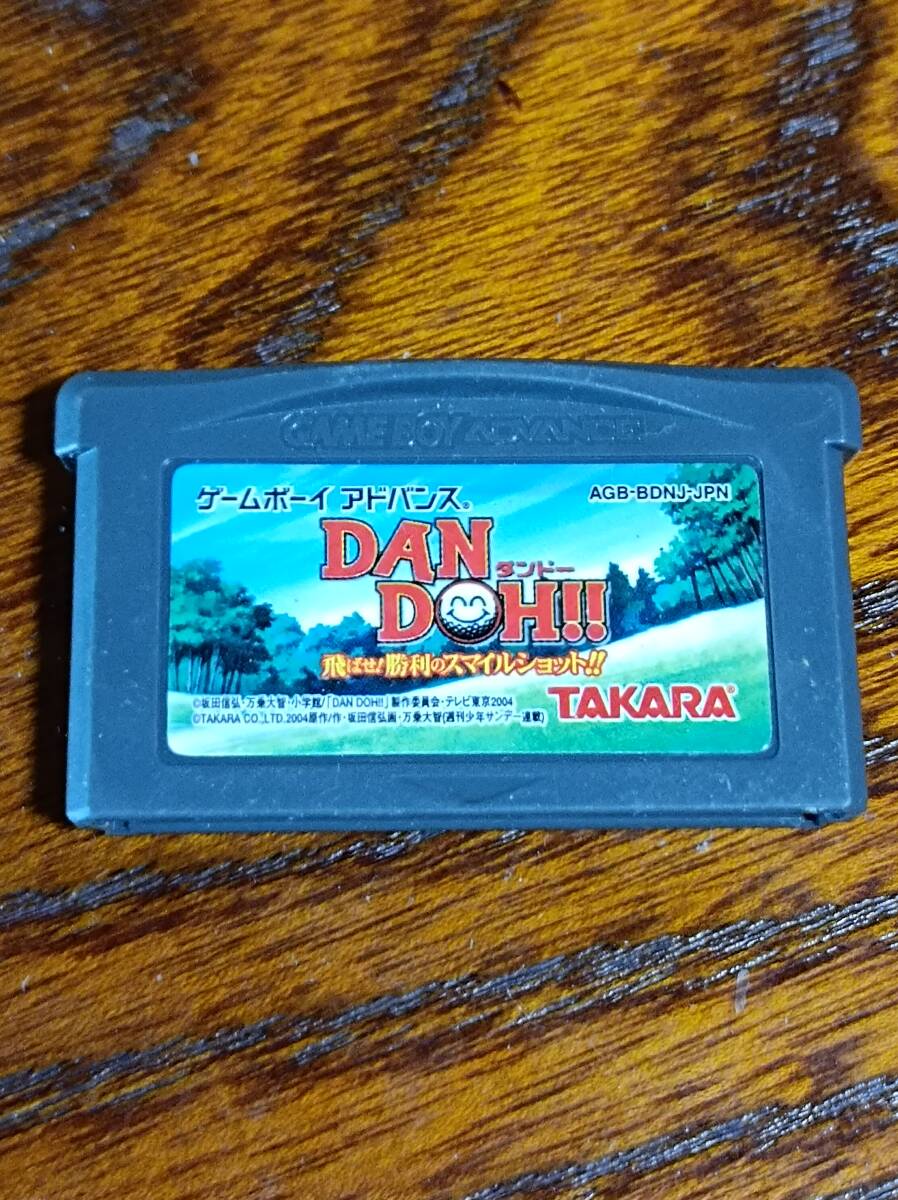 GAME BOY ADVANCE
ゲームボーイ アドバンス®
AGB-BDNJ-JPN
DAN
ダンドー
DOH!!
飛ばせ!勝利のスマイルショット!!
©坂田信弘・万乗大智・小学館/「DAN DOH!!」製作委員会・テレビ東京2004
©TAKARA CO.,LTD.2004原作/作・坂田信弘画・万乗大智(週刊少年サンデー連載)
TAKARA®